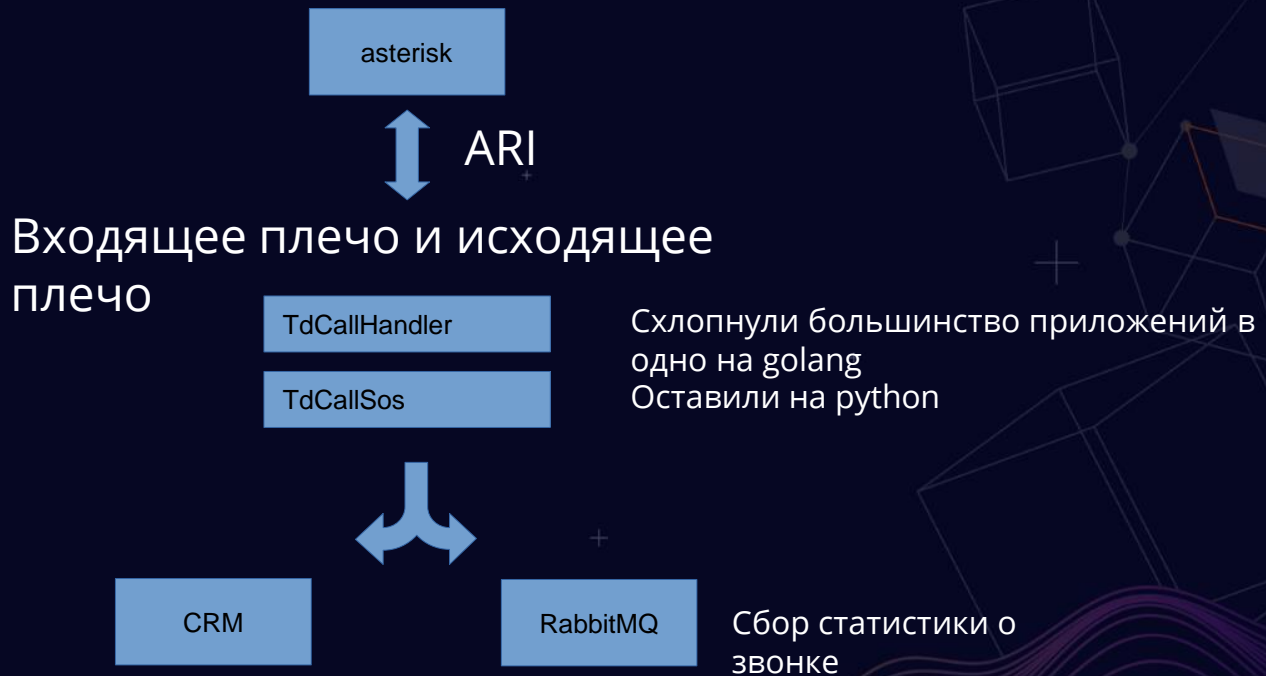 asterisk
ARI
Входящее плечо и исходящее
плечо
TdCallHandler
TdCallSos
Схлопнули большинство приложений в
одно на golang
Оставили на python
CRM
RabbitMQ
Сбор статистики о
звонке